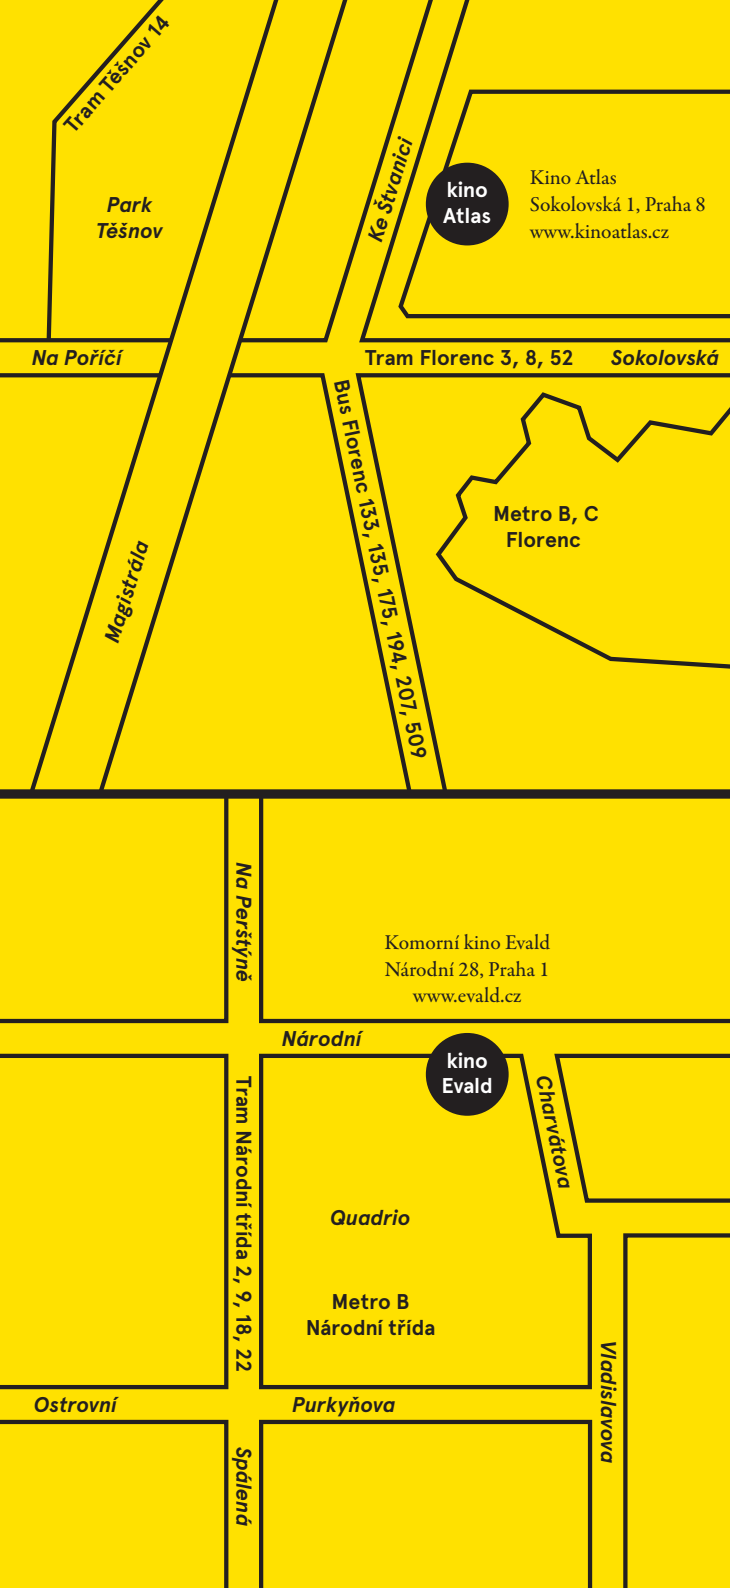 Tram Těšnov 14
Park
Těšnov
Ke Štvanici
kino
Atlas
Kino Atlas
Sokolovská 1, Praha 8
www.kinoatlas.cz
Na Poříčí
Tram Florenc 3, 8, 52
Sokolovská
Bus Florenc 133, 135, 175, 194, 207, 509
Metro B, C
Florenc
Magistrála
Na Perštýně
Komorní kino Evald
Národní 28, Praha 1
www.evald.cz
Národní
kino
Evald
Charvátova
Tram Národní třída 2, 9, 18, 22
Quadrio
Metro B
Národní třída
Vladislavova
Ostrovní
Purkyňova
Spálená